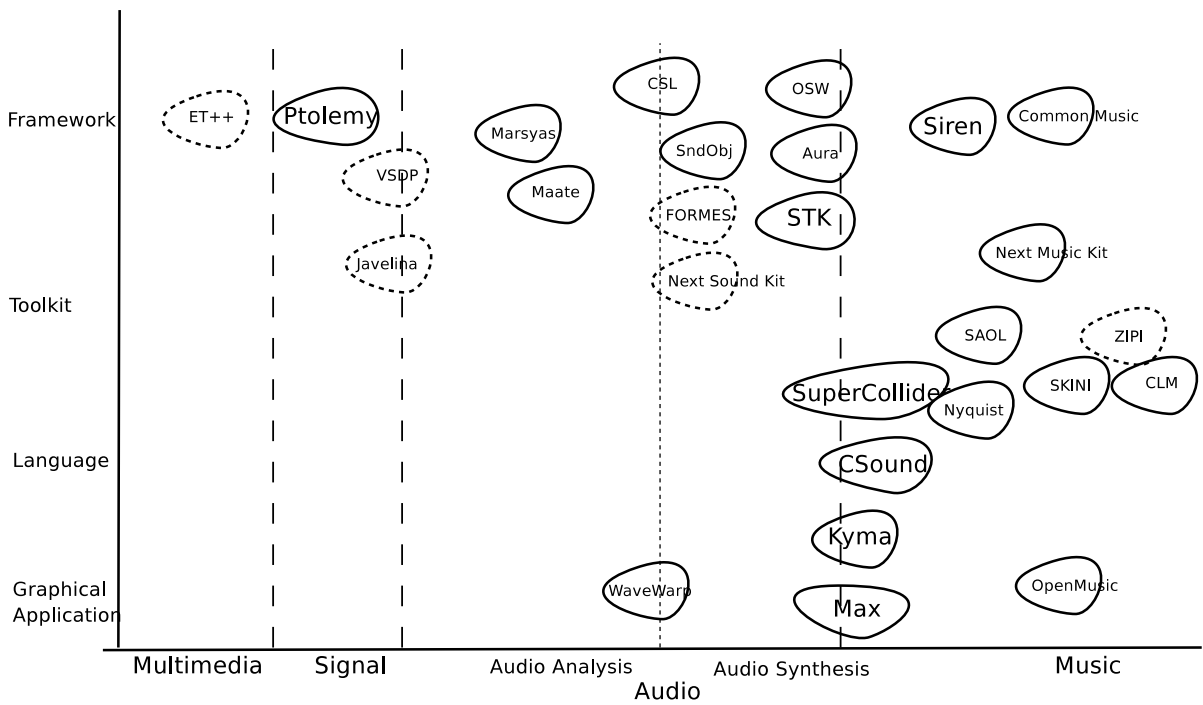 CSL
OSW
Framework
ET++
Ptolemy
Marsyas
Siren
Common Music
SndObj
Aura
VSDP
Maate
FORMES
STK
Next Music Kit
Javelina
Next Sound Kit
Toolkit
SAOL
ZIPI
SuperCollider
SKINI
CLM
Nyquist
Language
CSound
Kyma
Graphical
Application
WaveWarp
Max
OpenMusic
Multimedia
Signal
Audio Analysis
Audio Synthesis
Music
Audio